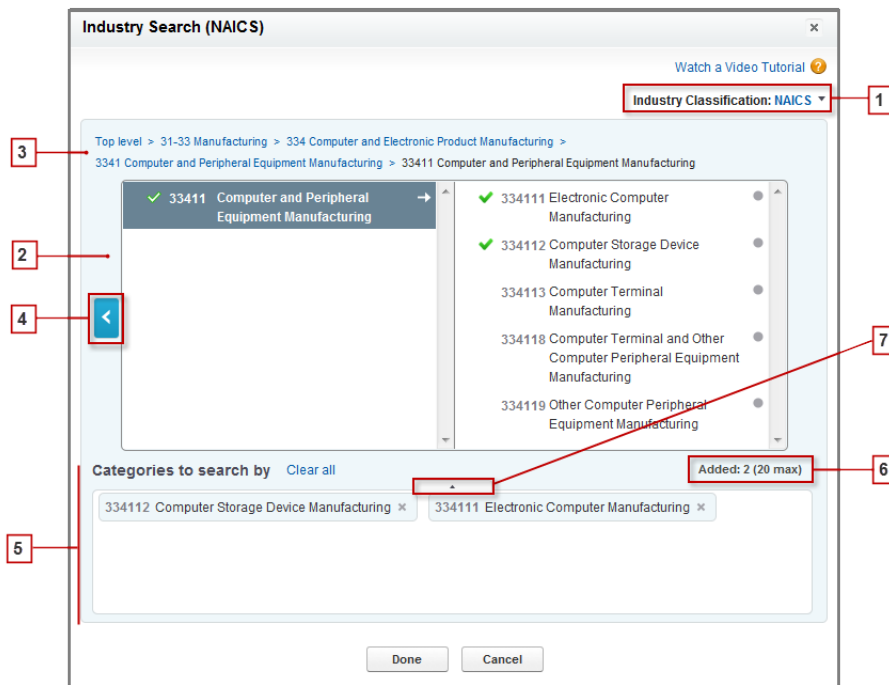 Industry Search (NAICS)
Watch a Video Tutorial ?
Industry Classification: NAICS
1
3
Top level > 31-33 Manufacturing > 334 Computer and Electronic Product Manufacturing >
3341 Computer and Peripheral Equipment Manufacturing > 33411 Computer and Peripheral Equipment Manufacturing
33411 Computer and Peripheral
Equipment Manufacturing
334111 Electronic Computer
Manufacturing
334112 Computer Storage Device
Manufacturing
334113 Computer Terminal
Manufacturing
334118 Computer Terminal and Other
Computer Peripheral Equipment
Manufacturing
334119 Other Computer Peripheral
Equipment Manufacturing
2
4
7
Categories to search by Clear all
Added: 2 (20 max)
6
334112 Computer Storage Device Manufacturing ×
334111 Electronic Computer Manufacturing ×
5
Done
Cancel